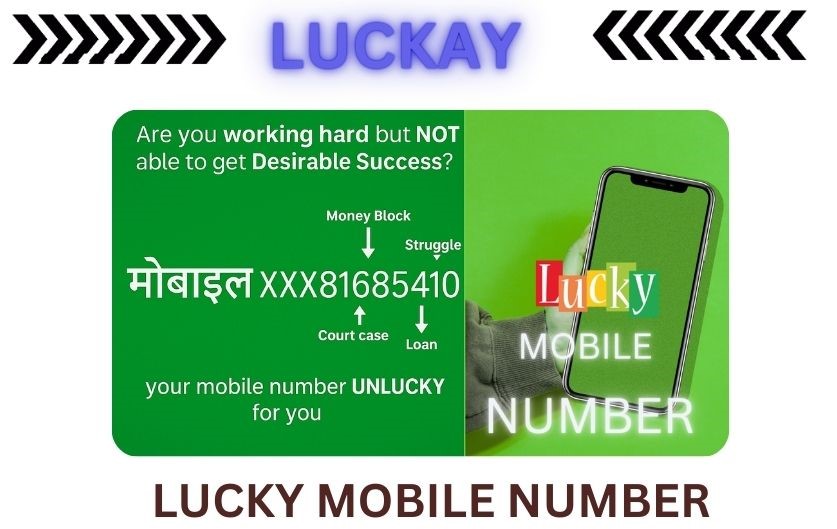 LUCKAY
Are you working hard but NOT
able to get Desirable Success?
Money Block
Struggle
मोबाइल XXX81685410
Court case
Loan
your mobile number UNLUCKY
for you
Lucky
MOBILE
NUMBER
LUCKY MOBILE NUMBER